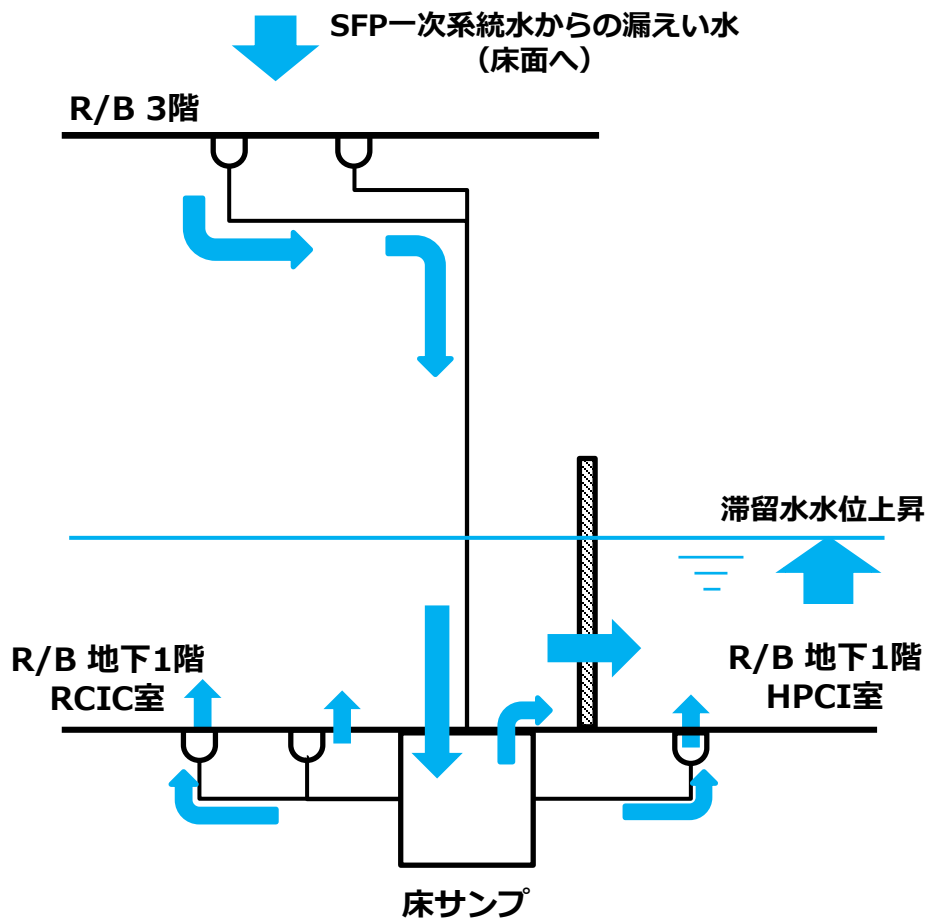 SFP一次系統水からの漏えい水
（床面へ）
R/B 3階
滞留水水位上昇
R/B 地下1階
RCIC室
R/B 地下1階
HPCI室
床サンプ